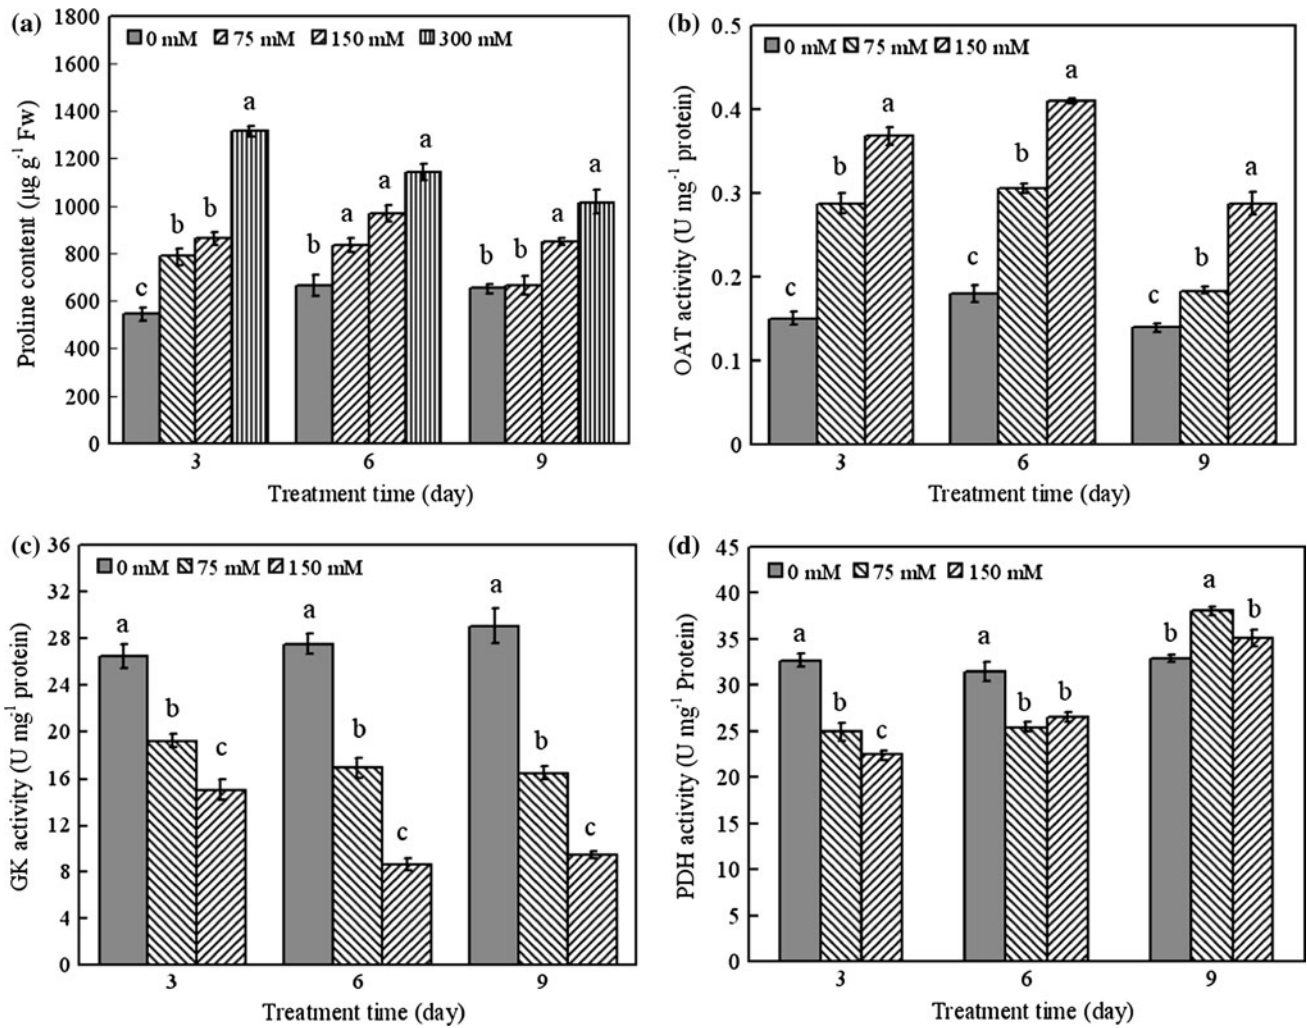 (a)
1800
1600
1400
1200
1000
800
600
400
200
0
Proline content (µg g-1 Fw)
0 mM 75 mM 150 mM 300 mM
c b b a
b a a a
b b a a
3 6 9
Treatment time (day)
(b)
0.5
0.4
0.3
0.2
0.1
0
OAT activity (U mg-1 protein)
0 mM 75 mM 150 mM
c b a
c b a
c b a
3 6 9
Treatment time (day)
(c)
36
32
28
24
20
16
12
8
4
0
GK activity (U mg-1 protein)
0 mM 75 mM 150 mM
a b c
a b c
a b c
3 6 9
Treatment time (day)
(d)
45
40
35
30
25
20
15
10
5
0
PDH activity (U mg-1 Protein)
0 mM 75 mM 150 mM
a b c
a b b
b a b
3 6 9
Treatment time (day)